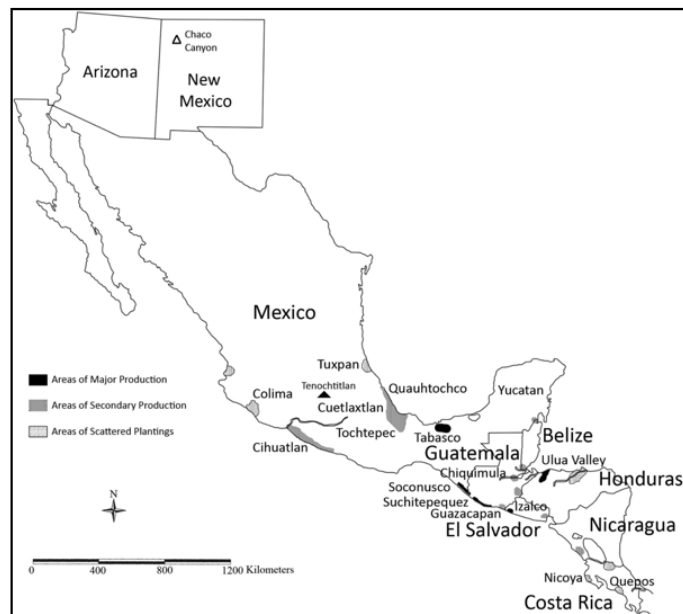 Chaco
Canyon
Arizona
New
Mexico
Mexico
Areas of Major Production
Areas of Secondary Production
Areas of Scattered Plantings
Tuxpan
Tenochtitlan
Quauhtochco
Yucatan
Colima
Cuetlaxtlan
Tochtepec
Cihuatlan
Tabasco
Belize
Guatemala
Ulua Valley
Chiquimula
Honduras
Soconusco
Suchitepequez
Guazacapan
Izalco
El Salvador
Nicaragua
Nicoya
Quepos
Costa Rica
N
0 400 800 1200 Kilometers